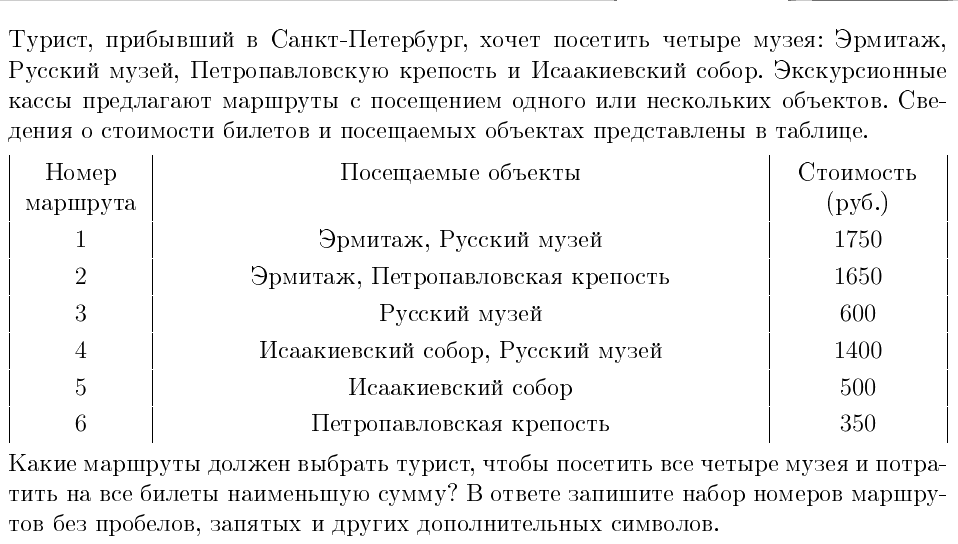 Турист, прибывший в Санкт-Петербург, хочет посетить четыре музея: Эрмитаж,
Русский музей, Петропавловскую крепость и Исаакиевский собор. Экскурсионные
кассы предлагают маршруты с посещением одного или нескольких объектов. Све-
дения о стоимости билетов и посещаемых объектах представлены в таблице.
Номер маршрута Посещаемые объекты Стоимость (руб.)
1 Эрмитаж, Русский музей 1750
2 Эрмитаж, Петропавловская крепость 1650
3 Русский музей 600
4 Исаакиевский собор, Русский музей 1400
5 Исаакиевский собор 500
6 Петропавловская крепость 350
Какие маршруты должен выбрать турист, чтобы посетить все четыре музея и потра-
тить на все билеты наименьшую сумму? В ответе запишите набор номеров маршру-
тов без пробелов, запятых и других дополнительных символов.